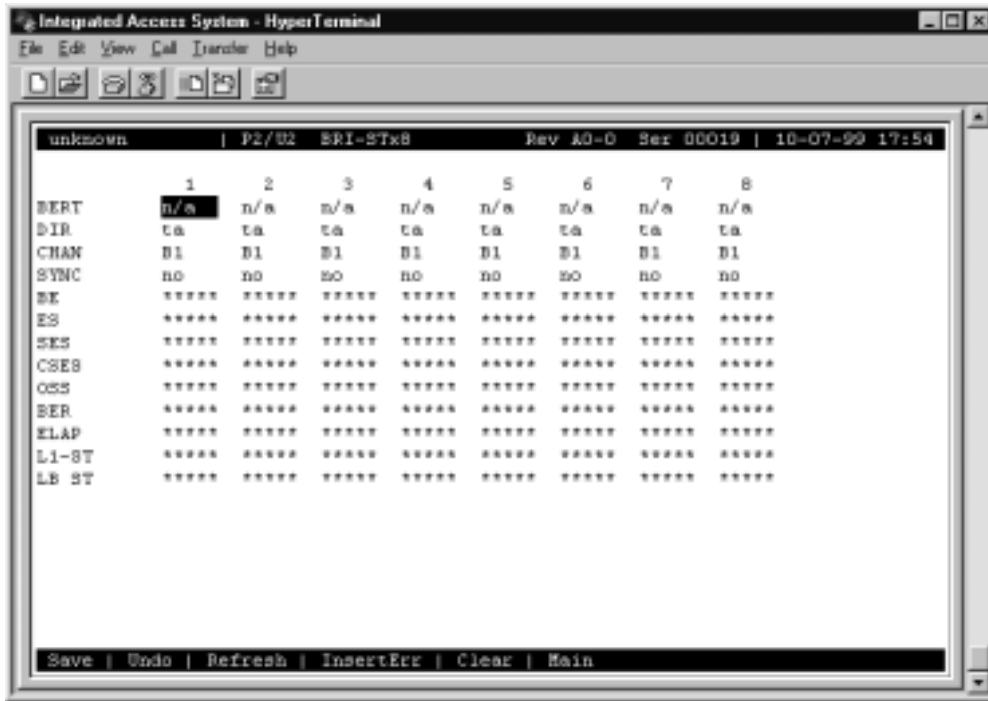 Integrated Access System - HyperTerminal
File Edit View Call Transfer Help
unknown | P2/U2 BRI-STx8 Rev A0-0 Ser 00019 | 10-07-99 17:54
1 2 3 4 5 6 7 8
BERT n/a n/a n/a n/a n/a n/a n/a n/a
DIR ta ta ta ta ta ta ta ta
CHAN B1 B1 B1 B1 B1 B1 B1 B1
SYNC no no no no no no no no
BE ***** ***** ***** ***** ***** ***** ***** *****
ES ***** ***** ***** ***** ***** ***** ***** *****
SES ***** ***** ***** ***** ***** ***** ***** *****
CSES ***** ***** ***** ***** ***** ***** ***** *****
OSS ***** ***** ***** ***** ***** ***** ***** *****
BER ***** ***** ***** ***** ***** ***** ***** *****
ELAP ***** ***** ***** ***** ***** ***** ***** *****
L1-ST ***** ***** ***** ***** ***** ***** ***** *****
LB ST ***** ***** ***** ***** ***** ***** ***** *****
Save | Undo | Refresh | InsertErr | Clear | Main